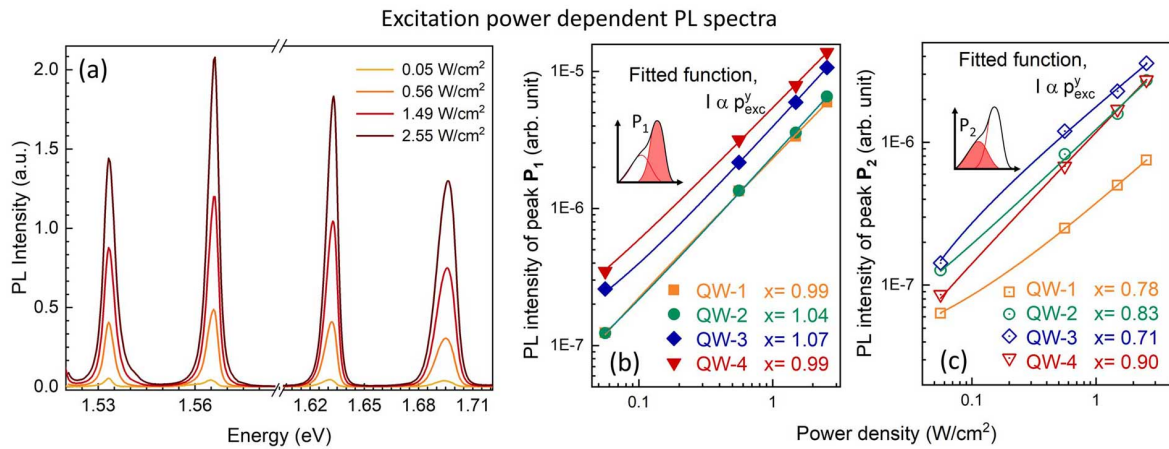 Excitation power dependent PL spectra
(a)
0.05 W/cm²
0.56 W/cm²
1.49 W/cm²
2.55 W/cm²
PL Intensity (a.u.)
2.0
1.5
1.0
0.5
0.0
1.53
1.56
1.62
1.65
1.68
1.71
Energy (eV)
PL intensity of peak P₁ (arb. unit)
1E-5
1E-6
1E-7
Fitted function,
I α p_exc^y
P₁
QW-1 x= 0.99
QW-2 x= 1.04
QW-3 x= 1.07
QW-4 x= 0.99
(b)
0.1
1
PL intensity of peak P₂ (arb. unit)
1E-6
1E-7
Fitted function,
I α p_exc^y
P₂
QW-1 x= 0.78
QW-2 x= 0.83
QW-3 x= 0.71
QW-4 x= 0.90
(c)
0.1
1
Power density (W/cm²)